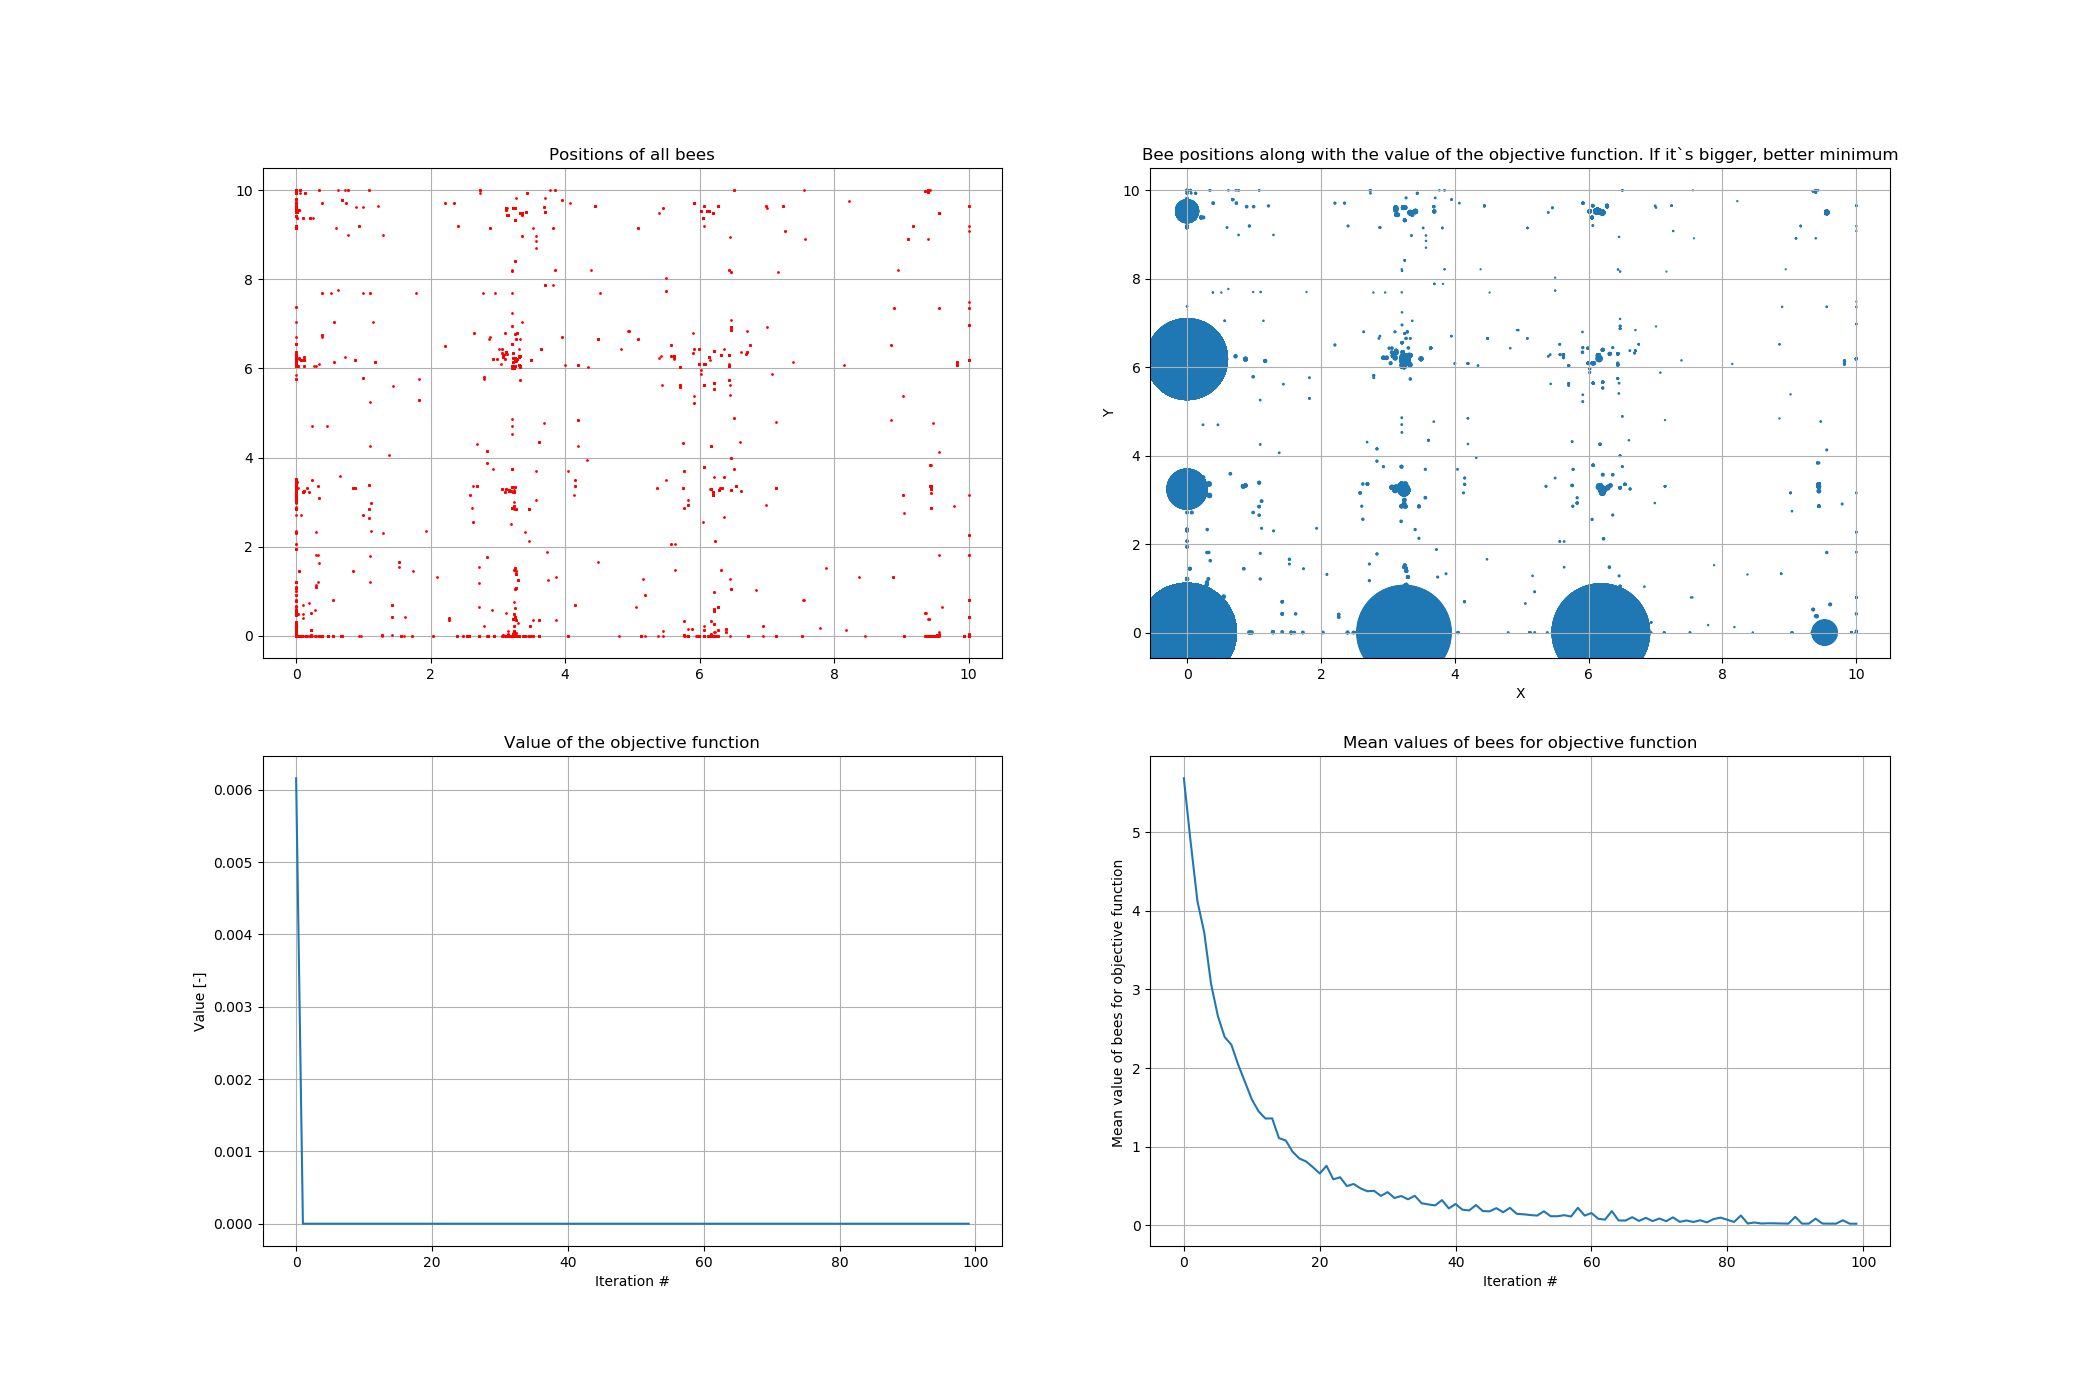 Positions of all bees
10
8
6
4
2
0
0 2 4 6 8 10
Bee positions along with the value of the objective function. If it`s bigger, better minimum
Y
10
8
6
4
2
0
0 2 4 6 8 10
X
Value of the objective function
Value [-]
0.006
0.005
0.004
0.003
0.002
0.001
0.000
0 20 40 60 80 100
Iteration #
Mean values of bees for objective function
Mean value of bees for objective function
5
4
3
2
1
0
0 20 40 60 80 100
Iteration #